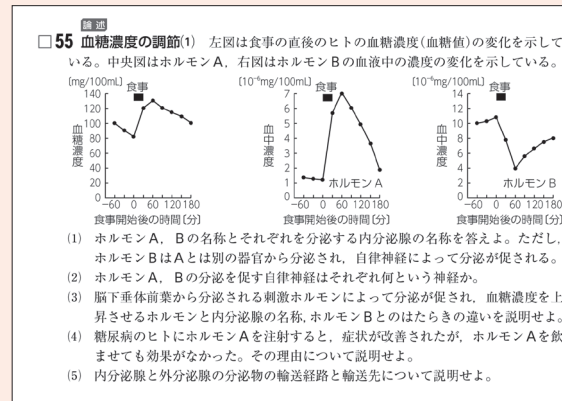 論述
□55 血糖濃度の調節⑴ 左図は食事の直後のヒトの血糖濃度(血糖値)の変化を示して
いる。中央図はホルモンA，右図はホルモンBの血液中の濃度の変化を示している。
[mg/100mL] 食事
140
120
100
80
60
40
20
0
血糖濃度
-60 0 60 120 180
食事開始後の時間〔分〕
[10⁻⁶mg/100mL] 食事
7
6
5
4
3
2
1
0
血中濃度
ホルモンA
-60 0 60 120 180
食事開始後の時間〔分〕
[10⁻⁶mg/100mL] 食事
14
12
10
8
6
4
2
0
血中濃度
ホルモンB
-60 0 60 120 180
食事開始後の時間〔分〕
⑴ ホルモンA，Bの名称とそれぞれを分泌する内分泌腺の名称を答えよ。ただし，
ホルモンBはAとは別の器官から分泌され，自律神経によって分泌が促される。
⑵ ホルモンA，Bの分泌を促す自律神経はそれぞれ何という神経か。
⑶ 脳下垂体前葉から分泌される刺激ホルモンによって分泌が促され，血糖濃度を上
昇させるホルモンと内分泌腺の名称，ホルモンBとのはたらきの違いを説明せよ。
⑷ 糖尿病のヒトにホルモンAを注射すると，症状が改善されたが，ホルモンAを飲
ませても効果がなかった。その理由について説明せよ。
⑸ 内分泌腺と外分泌腺の分泌物の輸送経路と輸送先について説明せよ。